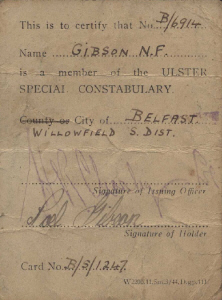 This is to certify that No B/6914
Name GIBSON N.F.
is a member of the ULSTER
SPECIAL CONSTABULARY.
County or City of BELFAST.
WILLOWFIELD S. DIST.
Signature of Issuing Officer
Signature of Holder
Card No. B/S/1247.